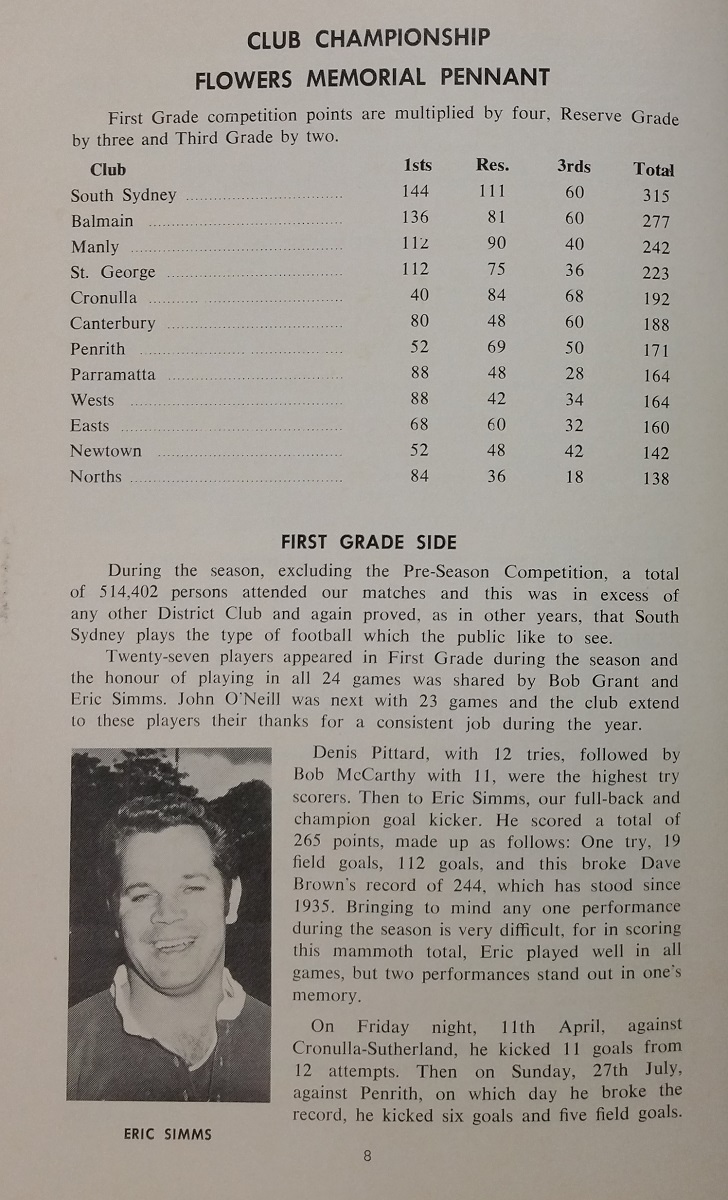 CLUB CHAMPIONSHIP
FLOWERS MEMORIAL PENNANT
First Grade competition points are multiplied by four, Reserve Grade
by three and Third Grade by two.
Club 1sts Res. 3rds Total
South Sydney 144 111 60 315
Balmain 136 81 60 277
Manly 112 90 40 242
St. George 112 75 36 223
Cronulla 40 84 68 192
Canterbury 80 48 60 188
Penrith 52 69 50 171
Parramatta 88 48 28 164
Wests 88 42 34 164
Easts 68 60 32 160
Newtown 52 48 42 142
Norths 84 36 18 138
FIRST GRADE SIDE
During the season, excluding the Pre-Season Competition, a total
of 514,402 persons attended our matches and this was in excess of
any other District Club and again proved, as in other years, that South
Sydney plays the type of football which the public like to see.
Twenty-seven players appeared in First Grade during the season and
the honour of playing in all 24 games was shared by Bob Grant and
Eric Simms. John O'Neill was next with 23 games and the club extend
to these players their thanks for a consistent job during the year.
Denis Pittard, with 12 tries, followed by
Bob McCarthy with 11, were the highest try
scorers. Then to Eric Simms, our full-back and
champion goal kicker. He scored a total of
265 points, made up as follows: One try, 19
field goals, 112 goals, and this broke Dave
Brown's record of 244, which has stood since
1935. Bringing to mind any one performance
during the season is very difficult, for in scoring
this mammoth total, Eric played well in all
games, but two performances stand out in one's
memory.
On Friday night, 11th April, against
Cronulla-Sutherland, he kicked 11 goals from
12 attempts. Then on Sunday, 27th July,
against Penrith, on which day he broke the
record, he kicked six goals and five field goals.
ERIC SIMMS
8